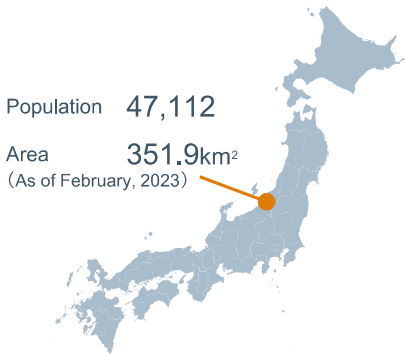 Population 47,112
Area 351.9km²
（As of February, 2023）